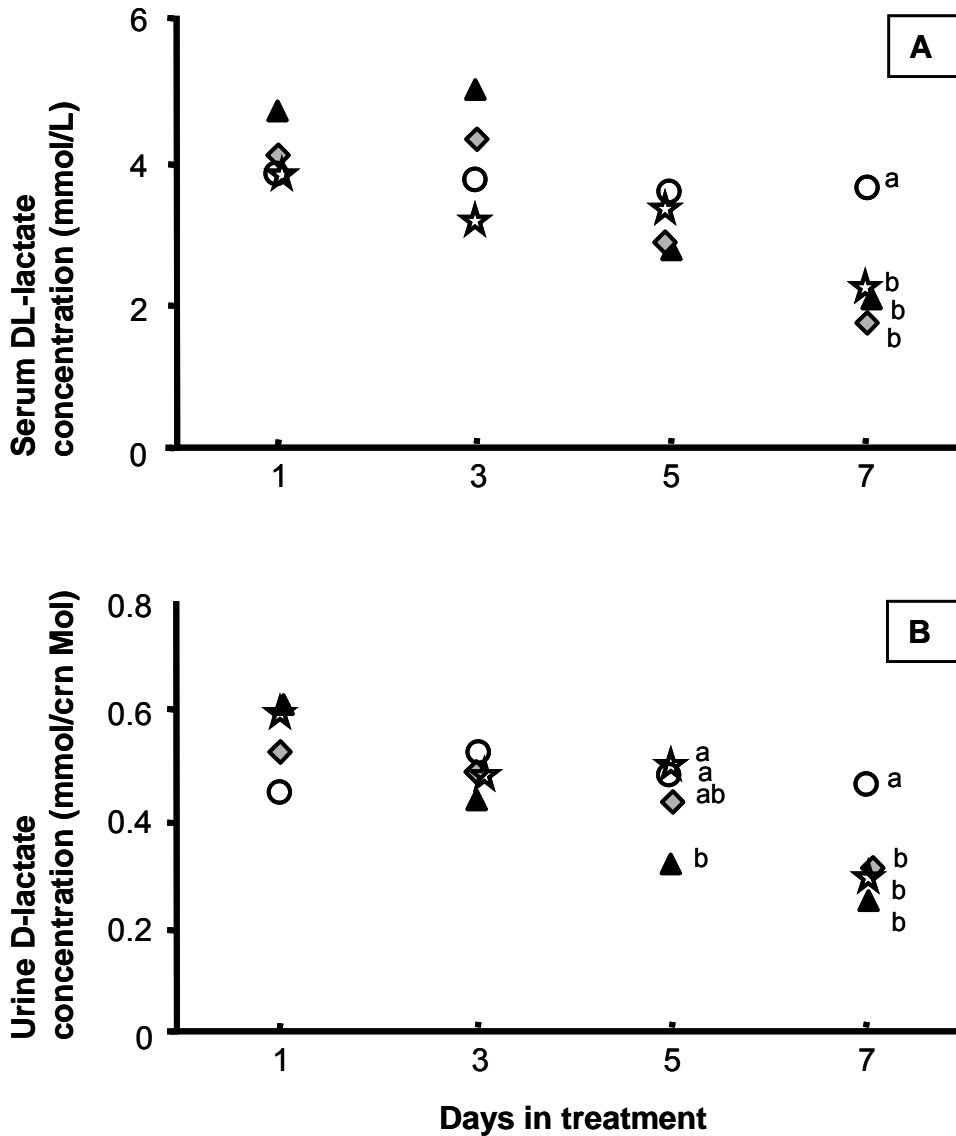 A
Serum DL-lactate
concentration (mmol/L)
6
4
2
0
a
b
b
b
1 3 5 7
B
Urine D-lactate
concentration (mmol/crn Mol)
0.8
0.6
0.4
0.2
0
a
a
ab
b
a
b
b
b
1 3 5 7
Days in treatment